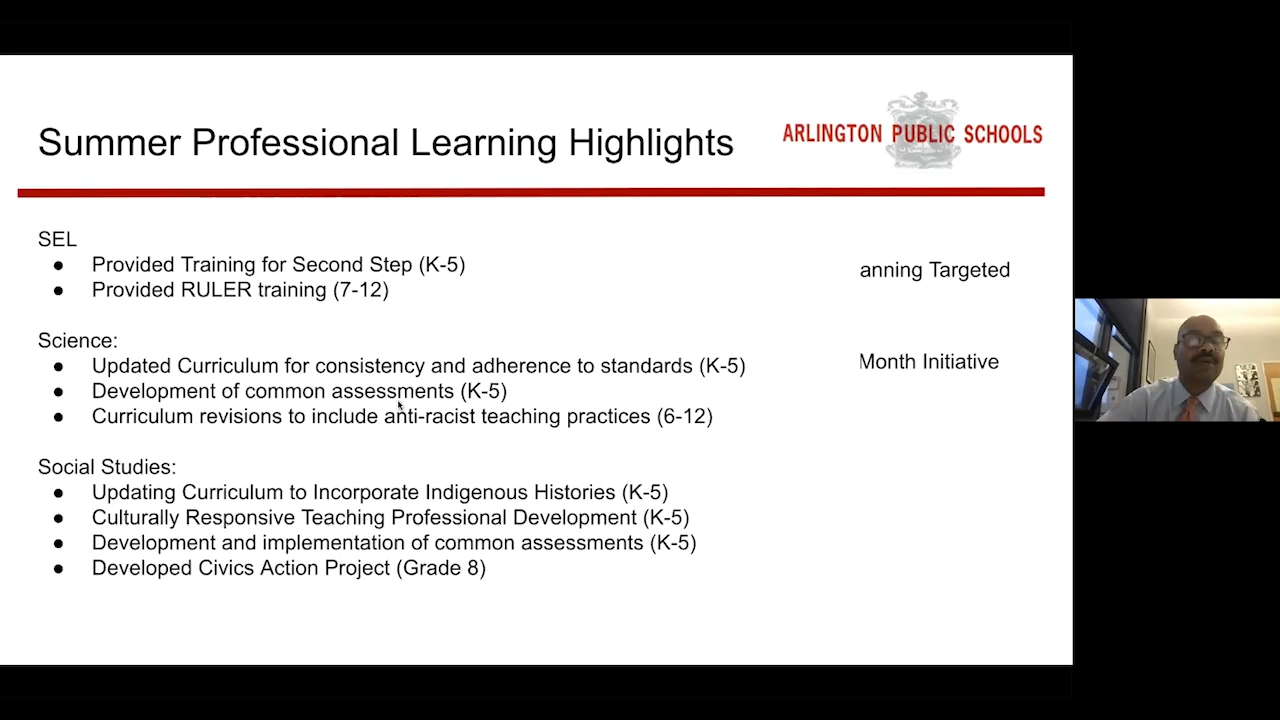 Summer Professional Learning Highlights
ARLINGTON PUBLIC SCHOOLS
SEL
● Provided Training for Second Step (K-5)
● Provided RULER training (7-12)
Science:
● Updated Curriculum for consistency and adherence to standards (K-5)
● Development of common assessments (K-5)
● Curriculum revisions to include anti-racist teaching practices (6-12)
Social Studies:
● Updating Curriculum to Incorporate Indigenous Histories (K-5)
● Culturally Responsive Teaching Professional Development (K-5)
● Development and implementation of common assessments (K-5)
● Developed Civics Action Project (Grade 8)
anning Targeted
Month Initiative